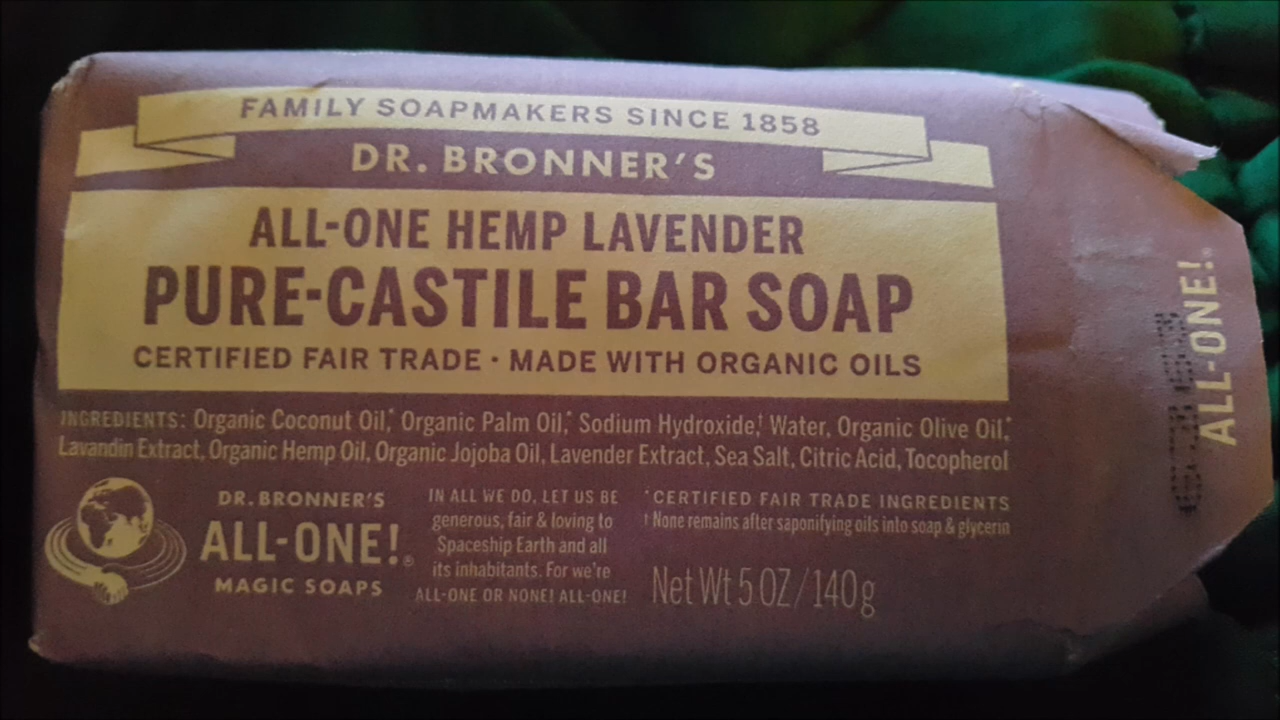 FAMILY SOAPMAKERS SINCE 1858
DR. BRONNER'S
ALL-ONE HEMP LAVENDER
PURE-CASTILE BAR SOAP
CERTIFIED FAIR TRADE · MADE WITH ORGANIC OILS
INGREDIENTS: Organic Coconut Oil,* Organic Palm Oil,* Sodium Hydroxide,† Water, Organic Olive Oil,*
Lavandin Extract, Organic Hemp Oil, Organic Jojoba Oil, Lavender Extract, Sea Salt, Citric Acid, Tocopherol
DR. BRONNER'S
ALL-ONE!®
MAGIC SOAPS
IN ALL WE DO, LET US BE
generous, fair & loving to
Spaceship Earth and all
its inhabitants. For we're
ALL-ONE OR NONE! ALL-ONE!
*CERTIFIED FAIR TRADE INGREDIENTS
† None remains after saponifying oils into soap & glycerin
Net Wt 5 OZ/140g
ALL-ONE!®